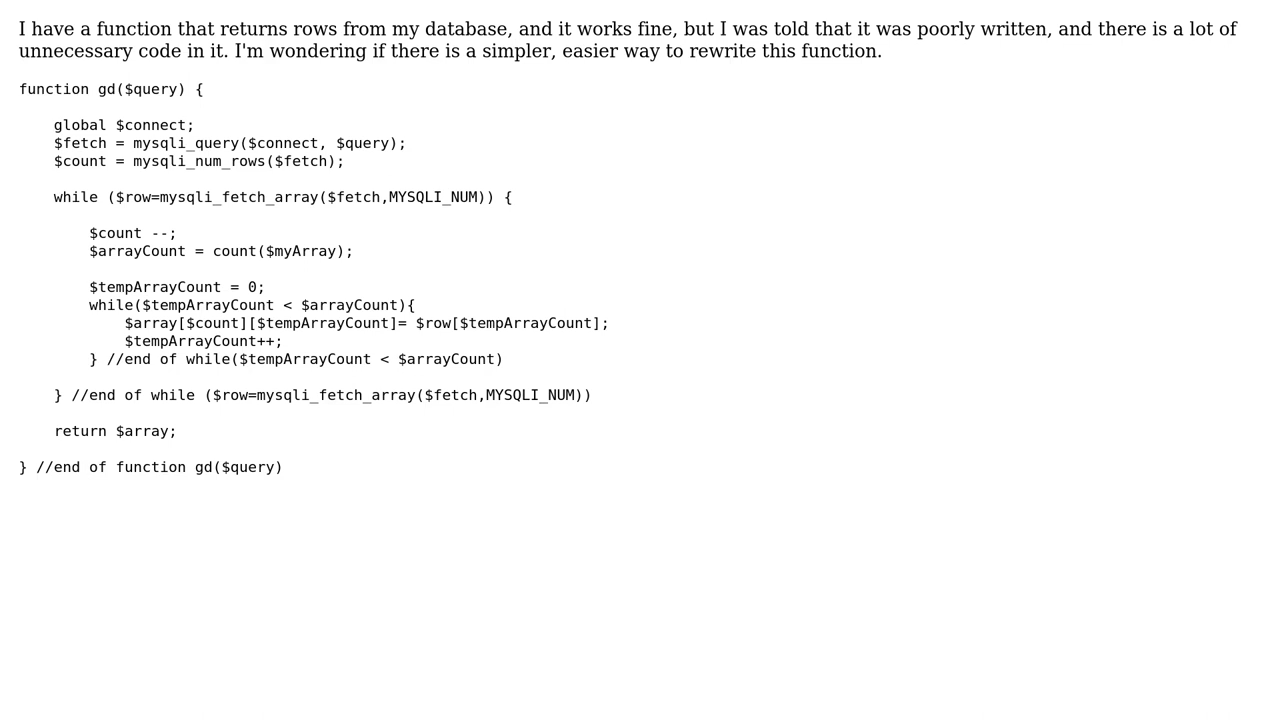 I have a function that returns rows from my database, and it works fine, but I was told that it was poorly written, and there is a lot of
unnecessary code in it. I'm wondering if there is a simpler, easier way to rewrite this function.
function gd($query) {
    global $connect;
    $fetch = mysqli_query($connect, $query);
    $count = mysqli_num_rows($fetch);
    while ($row=mysqli_fetch_array($fetch,MYSQLI_NUM)) {
        $count --;
        $arrayCount = count($myArray);
        $tempArrayCount = 0;
        while($tempArrayCount < $arrayCount){
            $array[$count][$tempArrayCount]= $row[$tempArrayCount];
            $tempArrayCount++;
        } //end of while($tempArrayCount < $arrayCount)
    } //end of while ($row=mysqli_fetch_array($fetch,MYSQLI_NUM))
    return $array;
} //end of function gd($query)